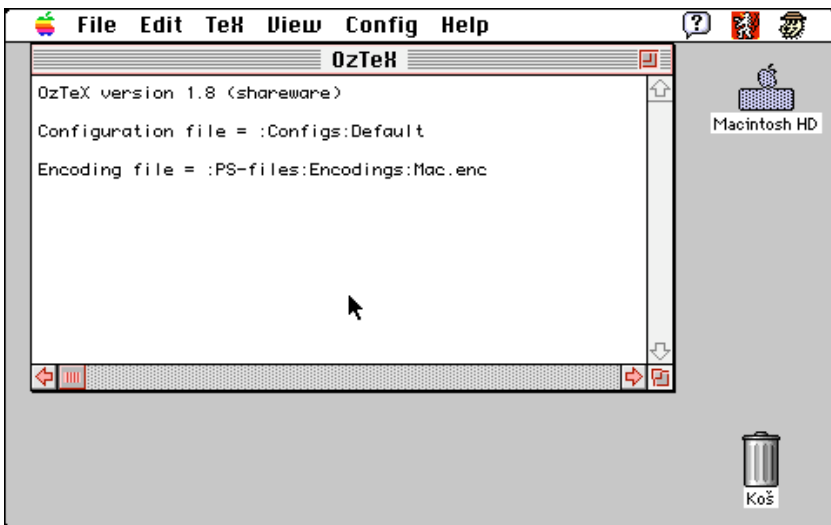 File Edit TeX View Config Help
OzTeX
OzTeX version 1.8 (shareware)
Configuration file = :Configs:Default
Encoding file = :PS-files:Encodings:Mac.enc
Macintosh HD
Koš